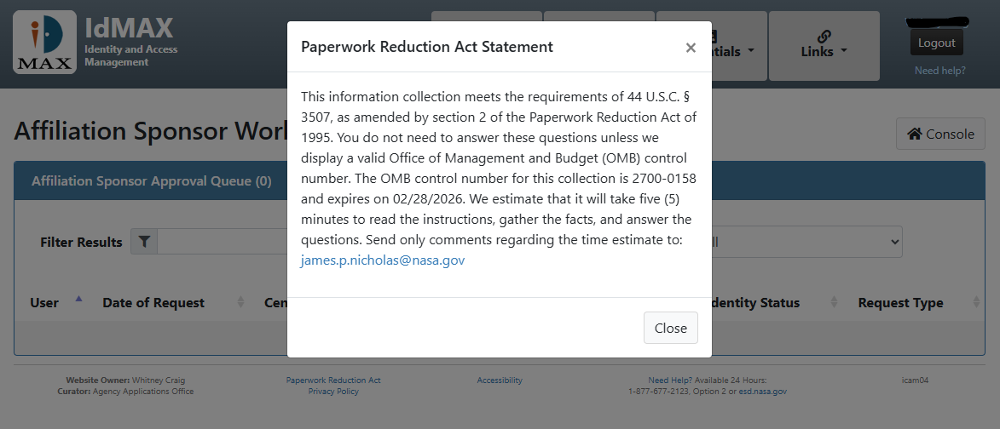 IdMAX
Identity and Access
Management
MAX
Links
Logout
Need help?
Paperwork Reduction Act Statement
×
This information collection meets the requirements of 44 U.S.C. §
3507, as amended by section 2 of the Paperwork Reduction Act of
1995. You do not need to answer these questions unless we
display a valid Office of Management and Budget (OMB) control
number. The OMB control number for this collection is 2700-0158
and expires on 02/28/2026. We estimate that it will take five (5)
minutes to read the instructions, gather the facts, and answer the
questions. Send only comments regarding the time estimate to:
james.p.nicholas@nasa.gov
Close
Affiliation Sponsor
Console
Affiliation Sponsor Approval Queue (0)
Filter Results
User
Date of Request
Status
Request Type
Website Owner: Whitney Craig
Curator: Agency Applications Office
Paperwork Reduction Act
Privacy Policy
Accessibility
Need Help? Available 24 Hours:
1-877-677-2123, Option 2 or esd.nasa.gov
icam04